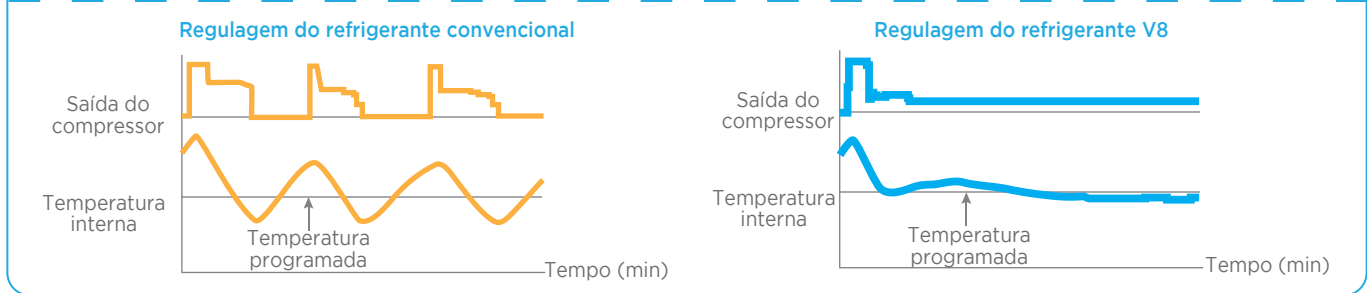 Regulagem do refrigerante convencional
Saída do
compressor
Temperatura
interna
Temperatura
programada
Tempo (min)
Regulagem do refrigerante V8
Saída do
compressor
Temperatura
interna
Temperatura
programada
Tempo (min)